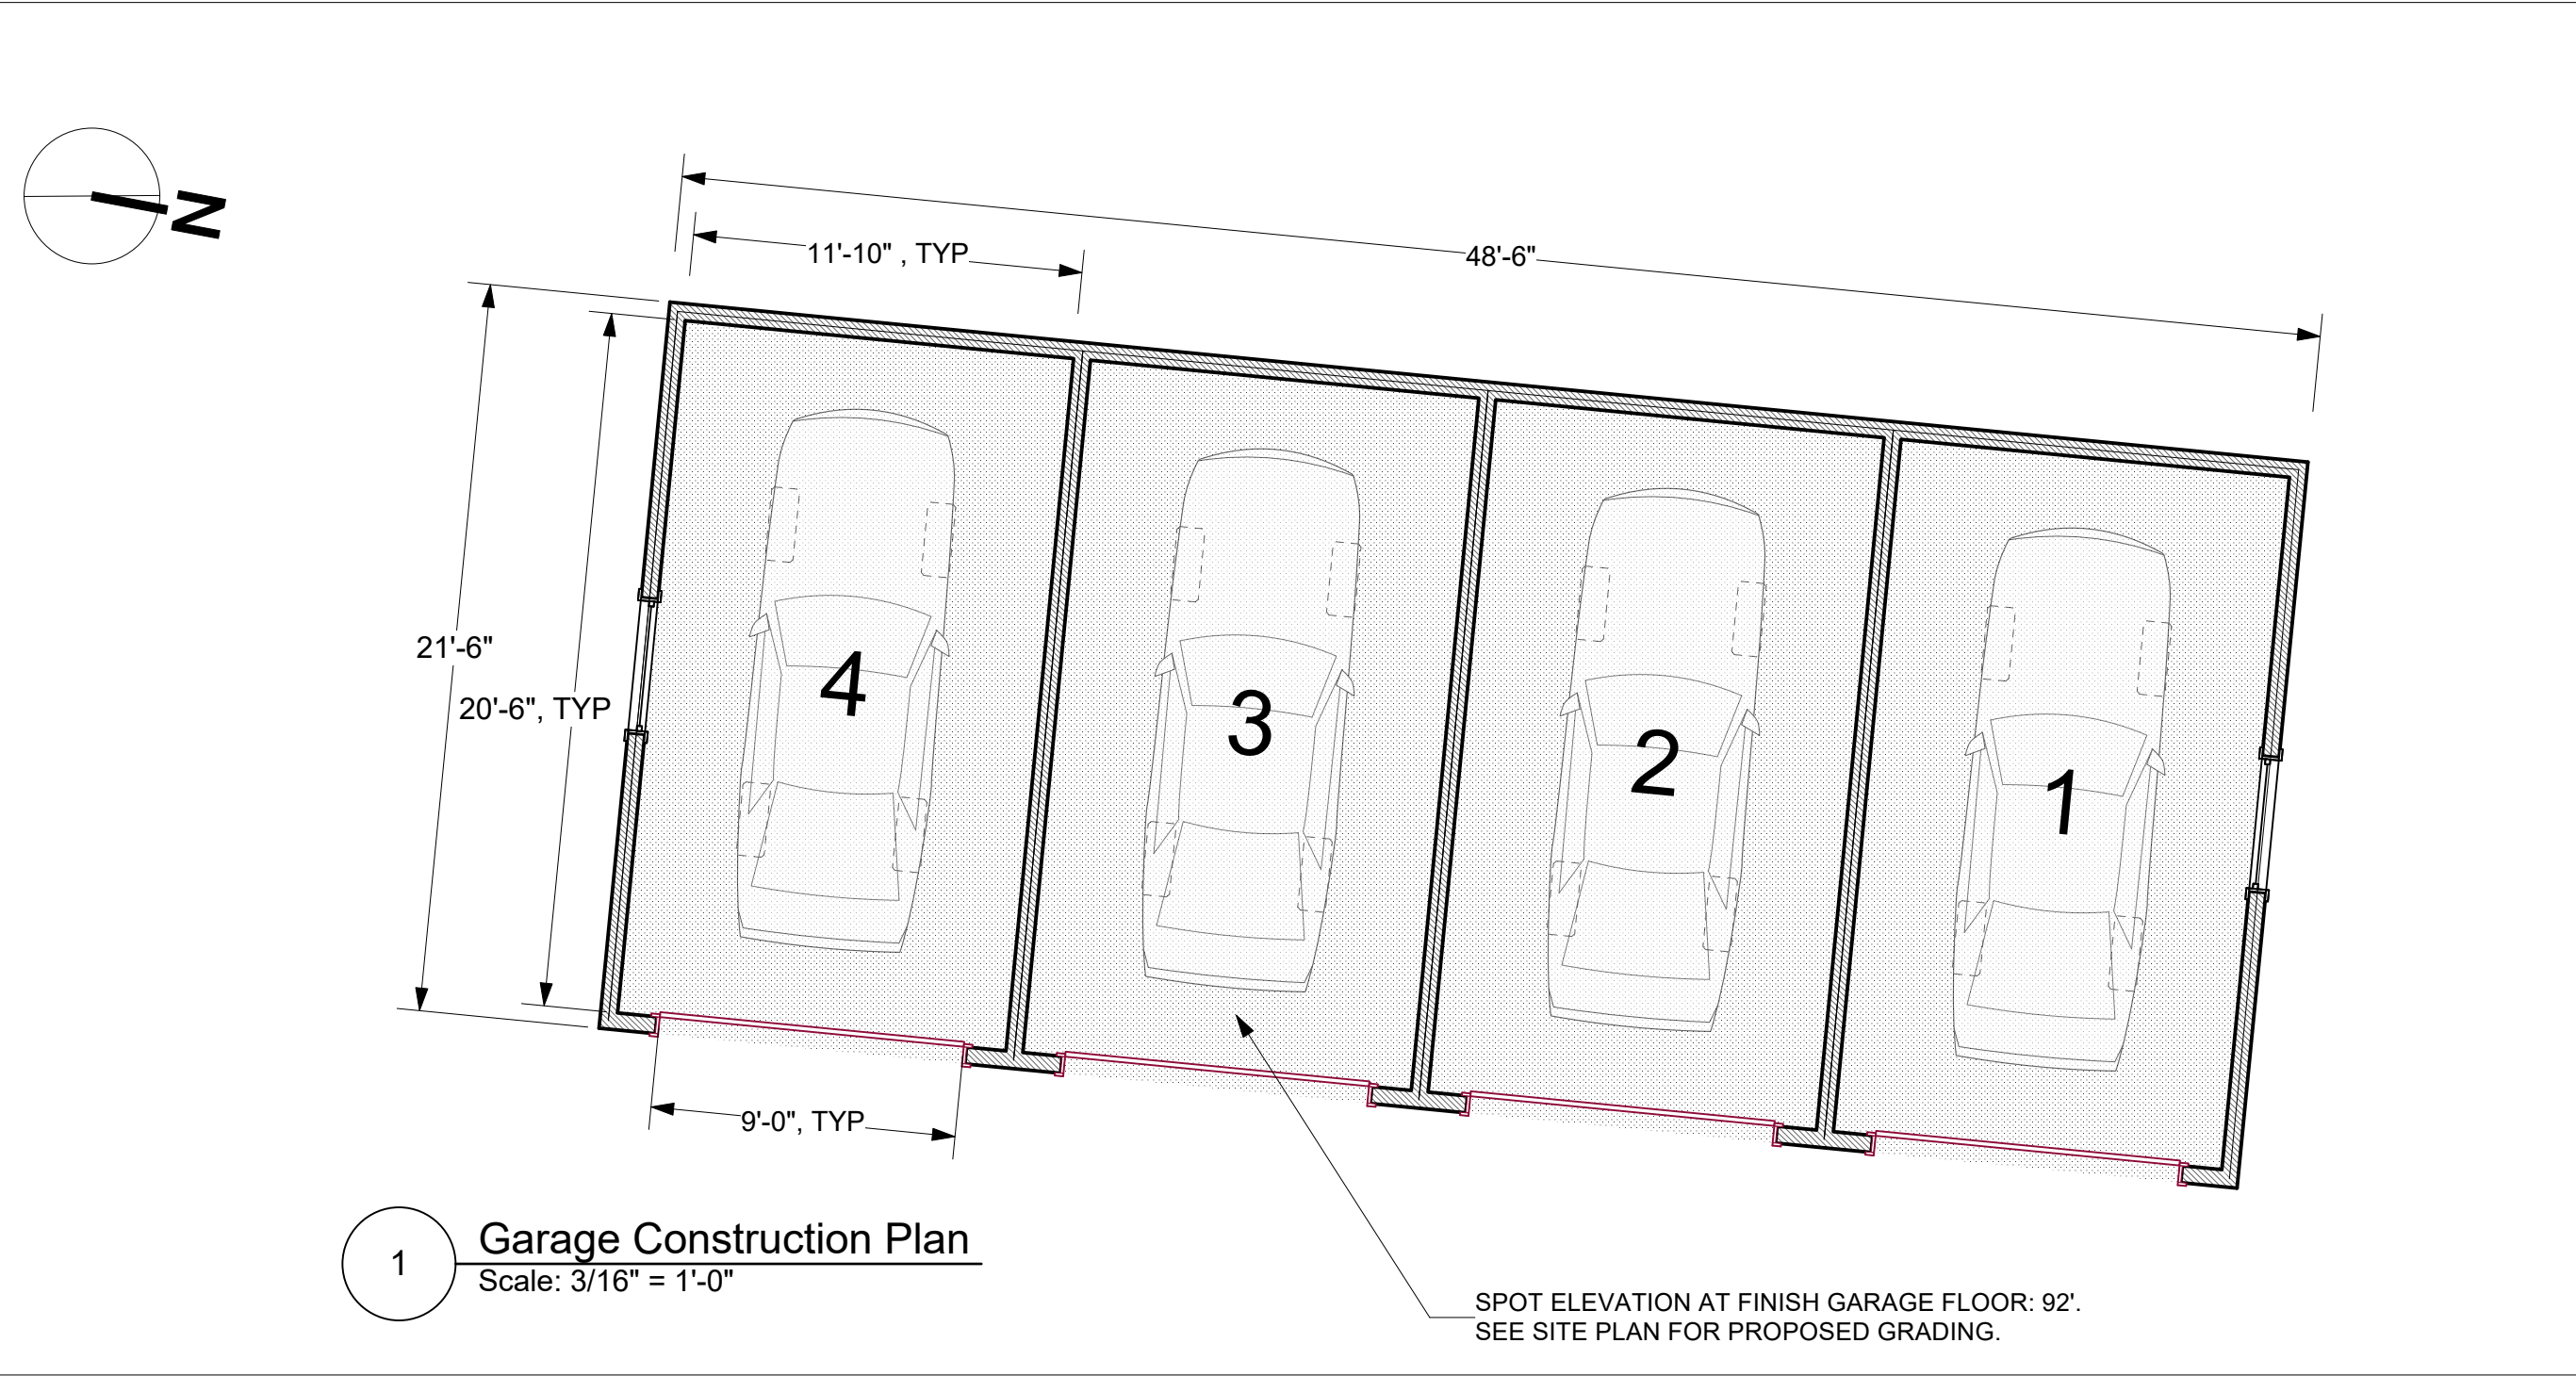 N
48'-6"
11'-10" , TYP
21'-6"
20'-6", TYP
4
3
2
1
9'-0", TYP
1
Garage Construction Plan
Scale: 3/16" = 1'-0"
SPOT ELEVATION AT FINISH GARAGE FLOOR: 92'.
SEE SITE PLAN FOR PROPOSED GRADING.